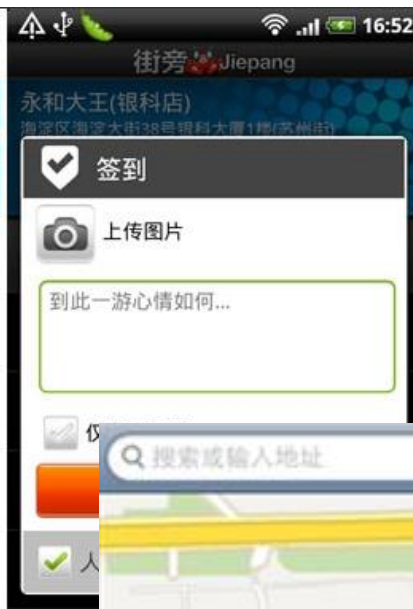 16:52
街旁 Jiepang
永和大王(银科店)
海淀区海淀大街38号银科大厦1楼(苏州街)
签到
上传图片
到此一游心情如何...
仅
搜索或输入地址
人